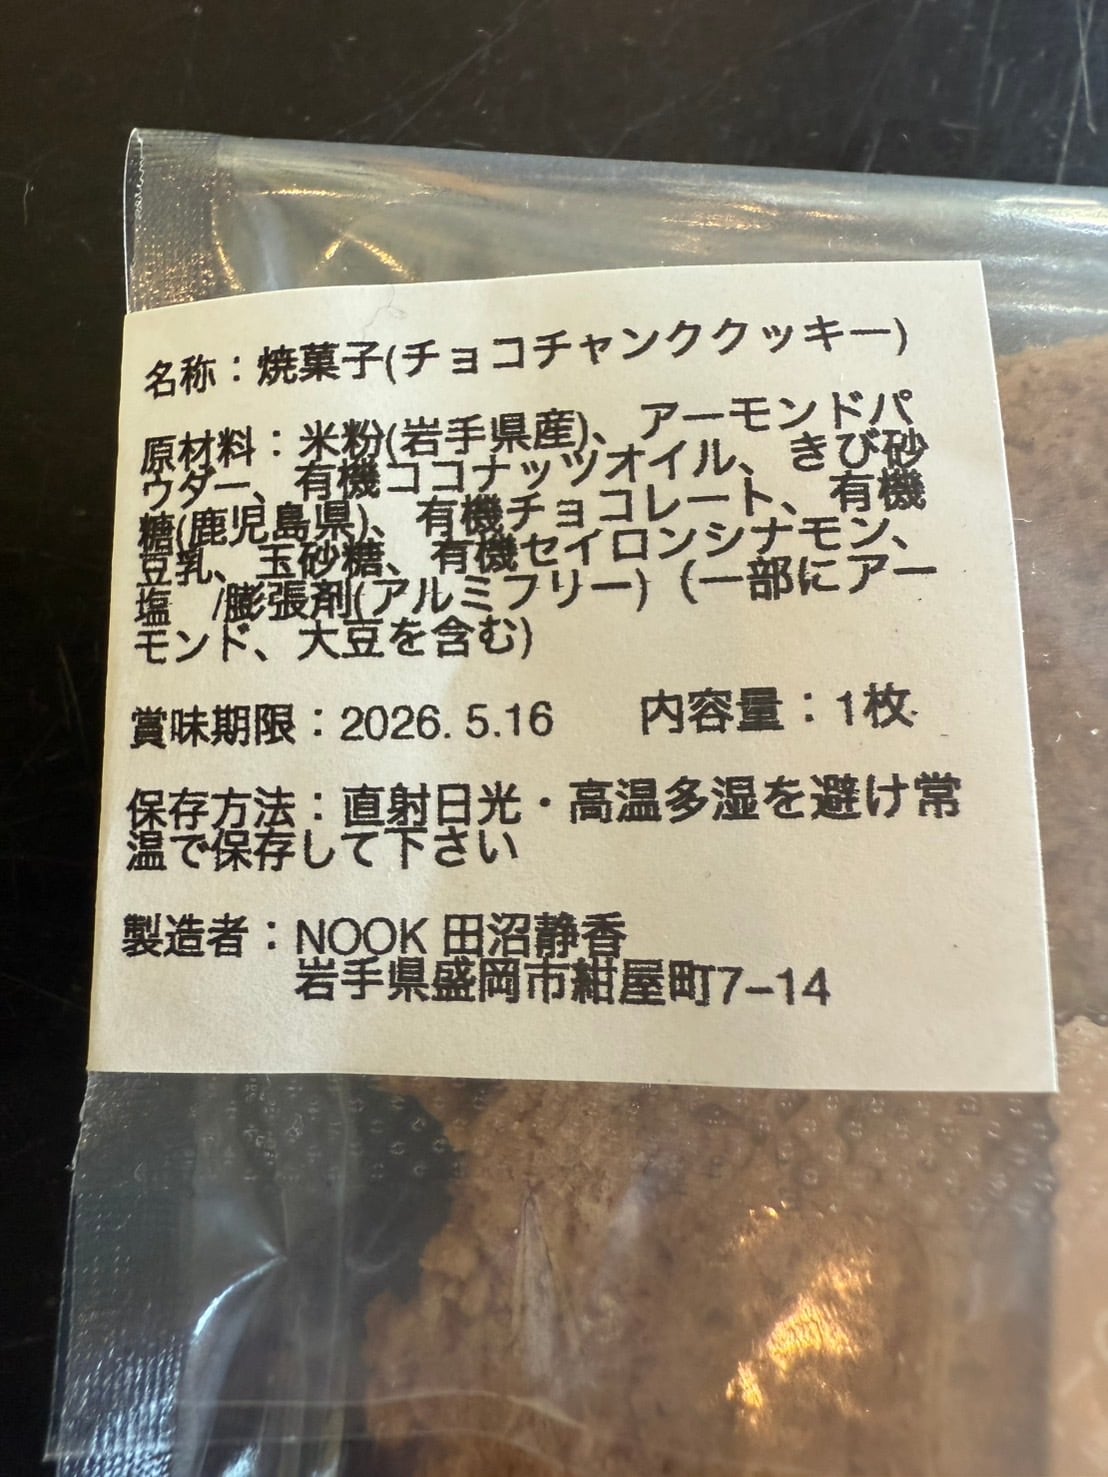 名称：焼菓子(チョコチャンククッキー)
原材料：米粉(岩手県産)、アーモンドパ
ウダー、有機ココナッツオイル、きび砂
糖(鹿児島県)、有機チョコレート、有機
豆乳、玉砂糖、有機セイロンシナモン、
塩　/膨張剤(アルミフリー)（一部にアー
モンド、大豆を含む)
賞味期限：2026. 5.16　　内容量：1枚
保存方法：直射日光・高温多湿を避け常
温で保存して下さい
製造者：NOOK 田沼静香
岩手県盛岡市紺屋町7–14